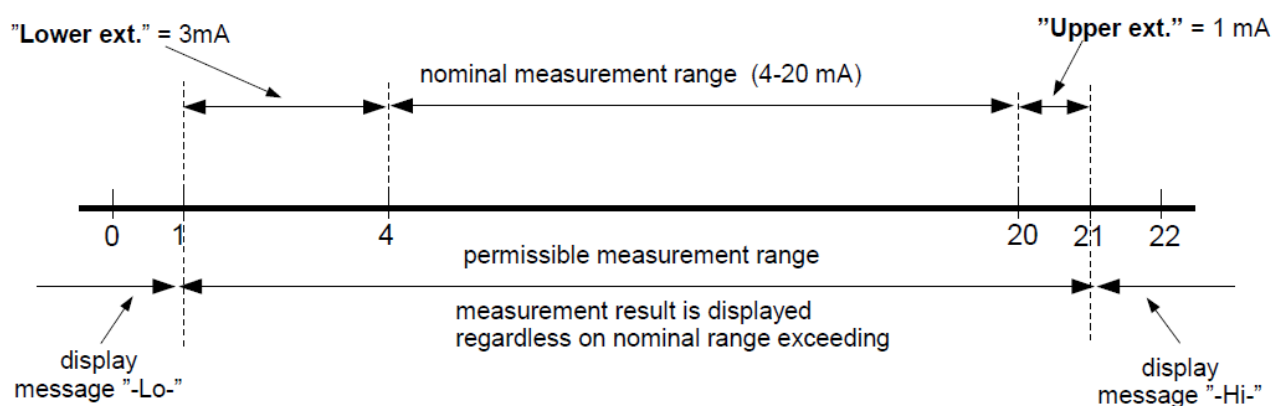 "Lower ext." = 3mA
"Upper ext." = 1 mA
nominal measurement range (4-20 mA)
0 1 4 20 21 22
permissible measurement range
measurement result is displayed
regardless on nominal range exceeding
display
message "-Lo-"
display
message "-Hi-"